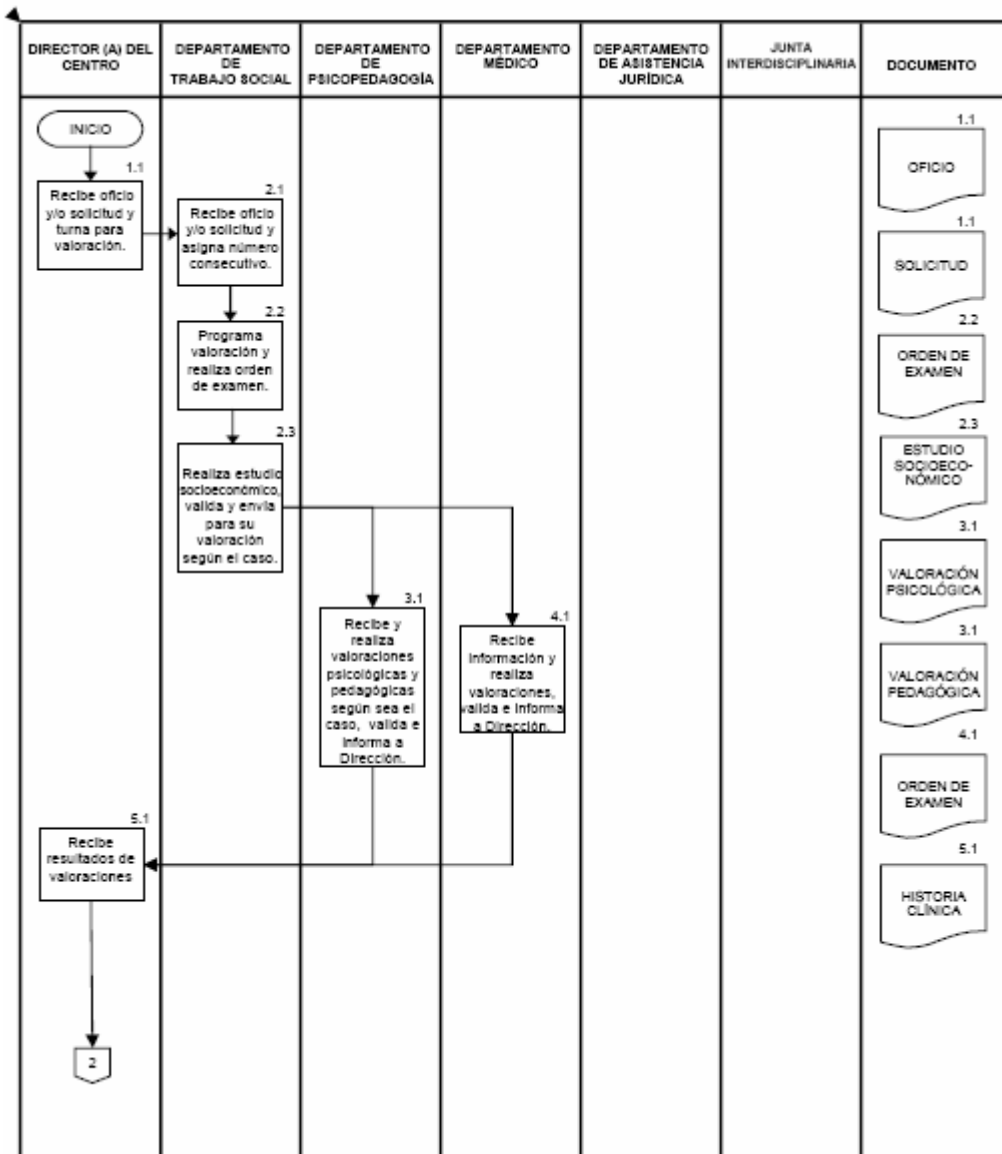 DIRECTOR (A) DEL
CENTRO
DEPARTAMENTO
DE
TRABAJO SOCIAL
DEPARTAMENTO
DE
PSICOPEDAGOGÍA
DEPARTAMENTO
MÉDICO
DEPARTAMENTO
DE ASISTENCIA
JURÍDICA
JUNTA
INTERDISCIPLINARIA
DOCUMENTO
INICIO
1.1
Recibe oficio
y/o solicitud y
turna para
valoración.
2.1
Recibe oficio
y/o solicitud y
asigna número
consecutivo.
2.2
Programa
valoración y
realiza orden
de examen.
2.3
Realiza estudio
socioeconómico,
valida y envía
para su
valoración
según el caso.
3.1
Recibe y
realiza
valoraciones
psicológicas y
pedagógicas
según sea el
caso, valida e
informa a
Dirección.
4.1
Recibe
información y
realiza
valoraciones,
valida e informa
a Dirección.
5.1
Recibe
resultados de
valoraciones
2
1.1
OFICIO
1.1
SOLICITUD
2.2
ORDEN DE
EXAMEN
2.3
ESTUDIO
SOCIOECO-
NÓMICO
3.1
VALORACIÓN
PSICOLÓGICA
3.1
VALORACIÓN
PEDAGÓGICA
4.1
ORDEN DE
EXAMEN
5.1
HISTORIA
CLÍNICA